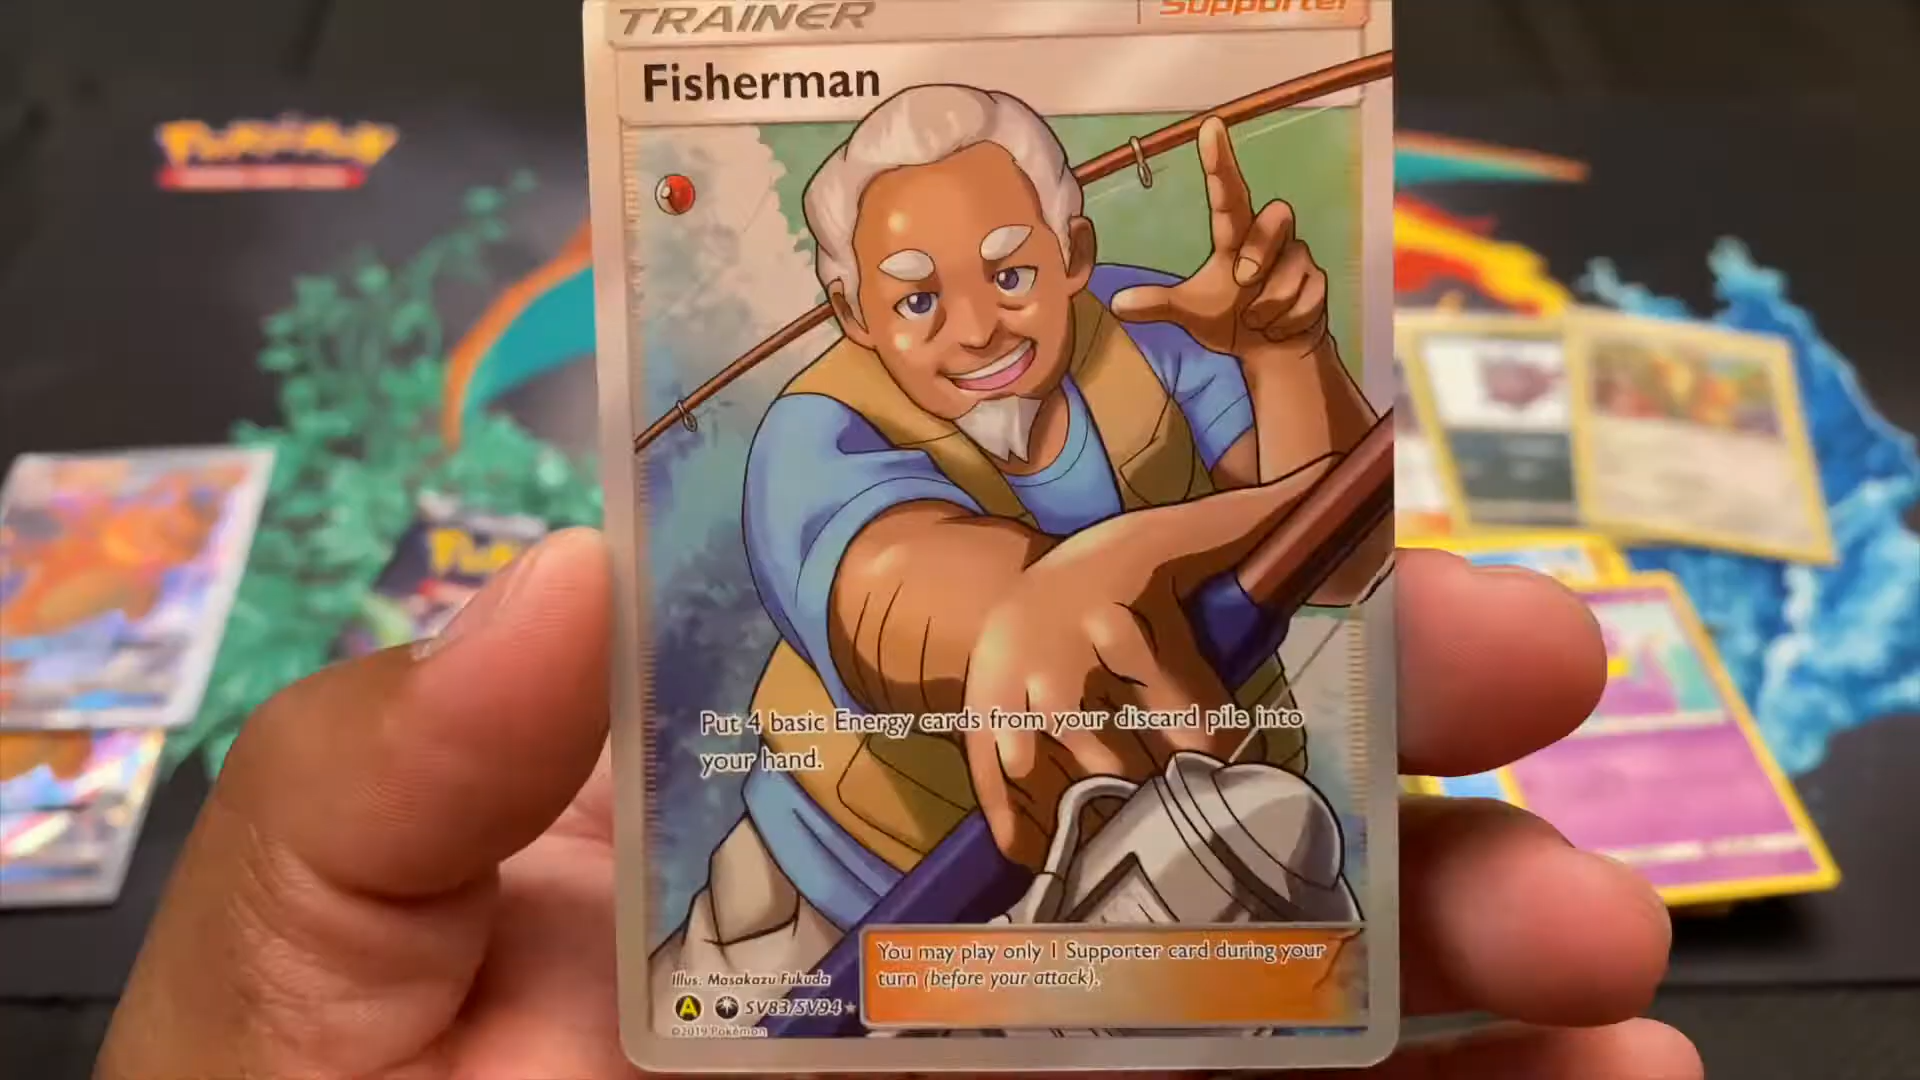 TRAINER
Supporter
Fisherman
Pokémon
Put 4 basic Energy cards from your discard pile into
your hand.
You may play only 1 Supporter card during your
turn (before your attack).
Illus. Masakazu Fukuda
A
SV83/SV94
©2019 Pokémon